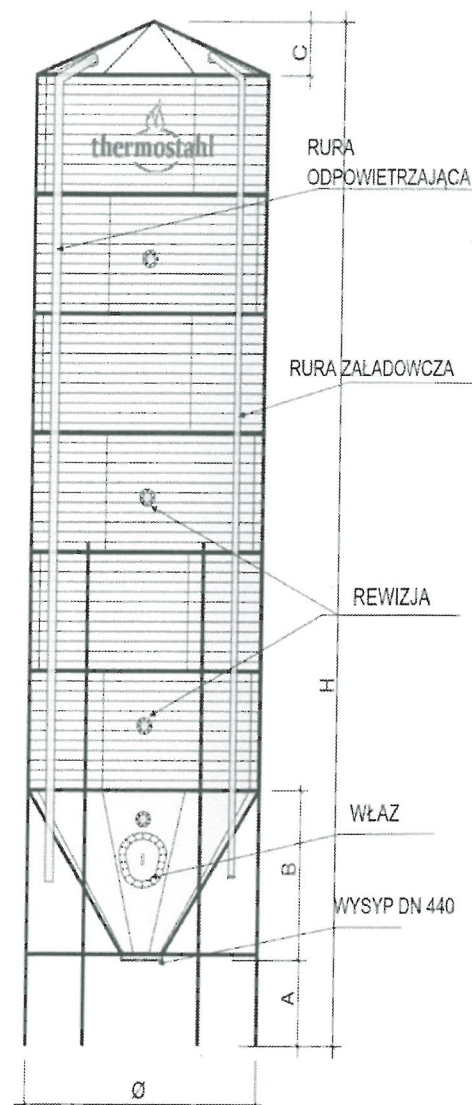 C
thermostahl
RURA
ODPOWIETRZAJĄCA
RURA ZAŁADOWCZA
REWIZJA
H
WŁAZ
B
WYSYP DN 440
A
Ø